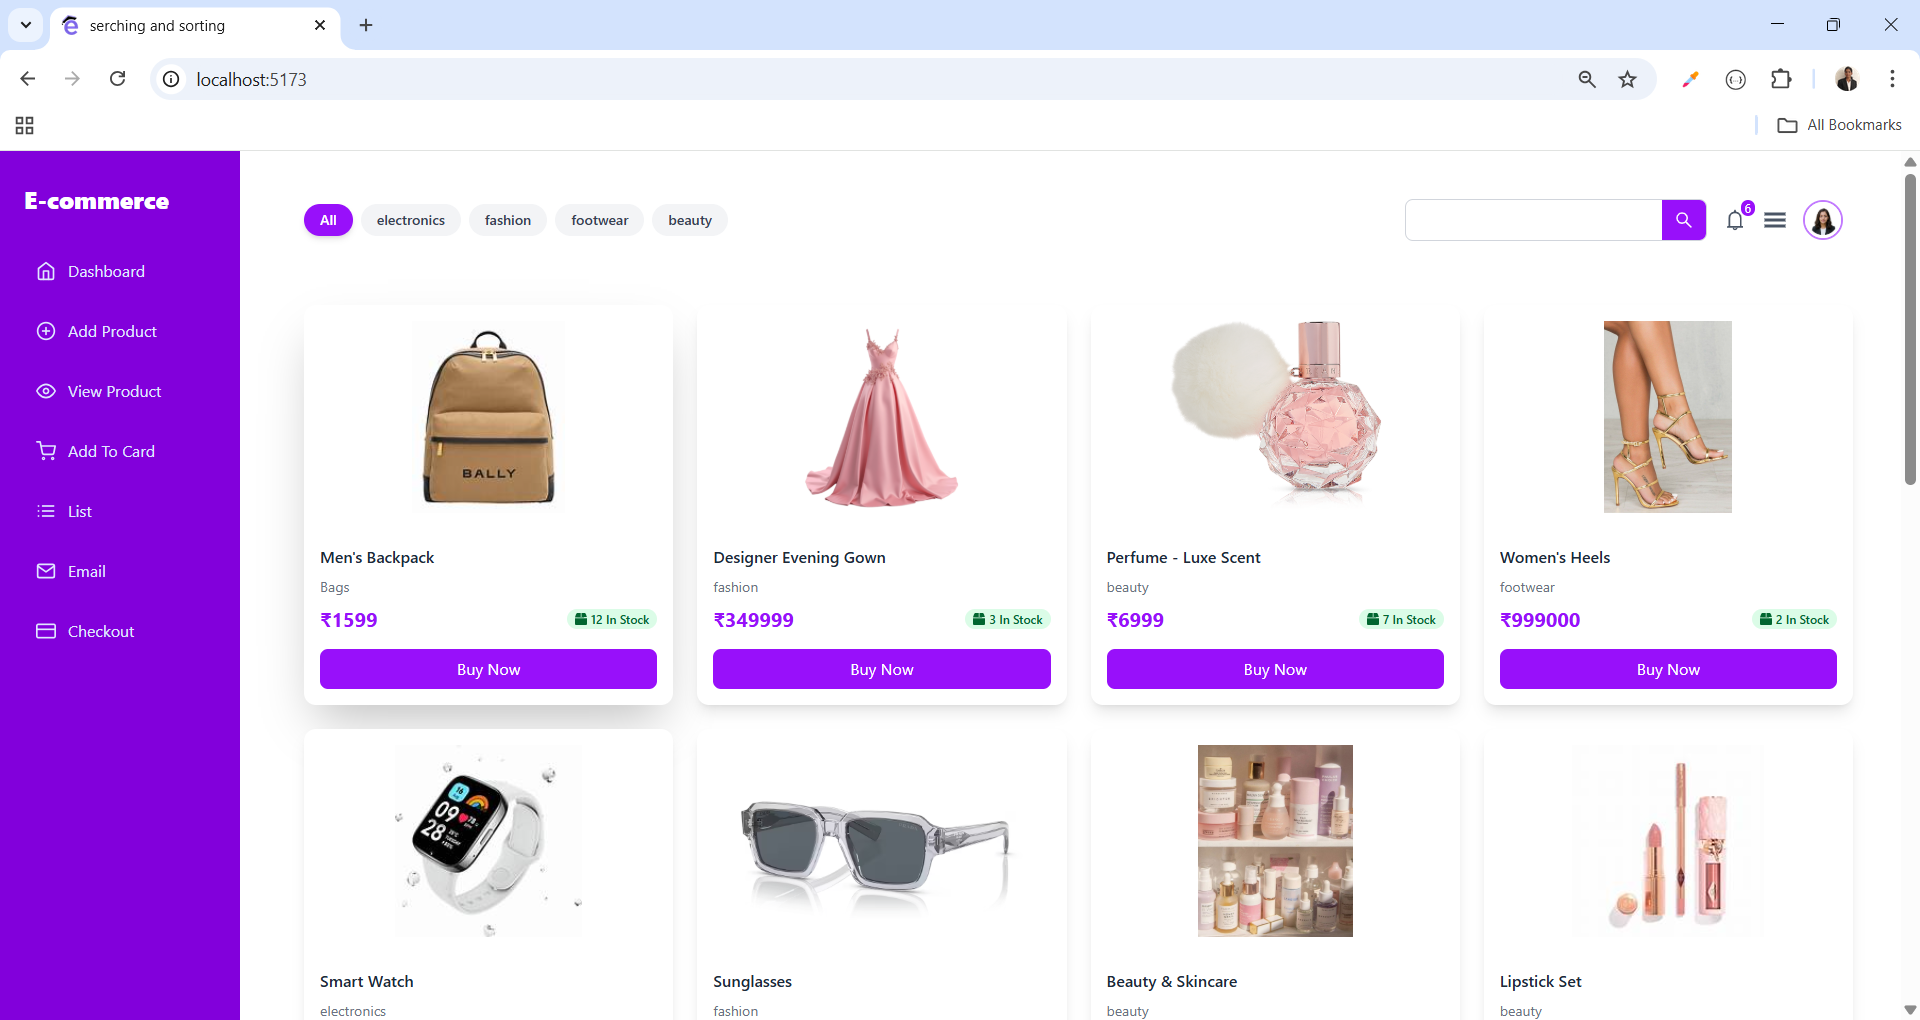 serching and sorting
localhost:5173
All Bookmarks
E-commerce
Dashboard
Add Product
View Product
Add To Card
List
Email
Checkout
All electronics fashion footwear beauty
6
BALLY
Men's Backpack
Bags
₹1599 12 In Stock
Buy Now
Designer Evening Gown
fashion
₹349999 3 In Stock
Buy Now
Perfume - Luxe Scent
beauty
₹6999 7 In Stock
Buy Now
Women's Heels
footwear
₹999000 2 In Stock
Buy Now
16
09
28
Smart Watch
electronics
Sunglasses
fashion
Beauty & Skincare
beauty
Lipstick Set
beauty